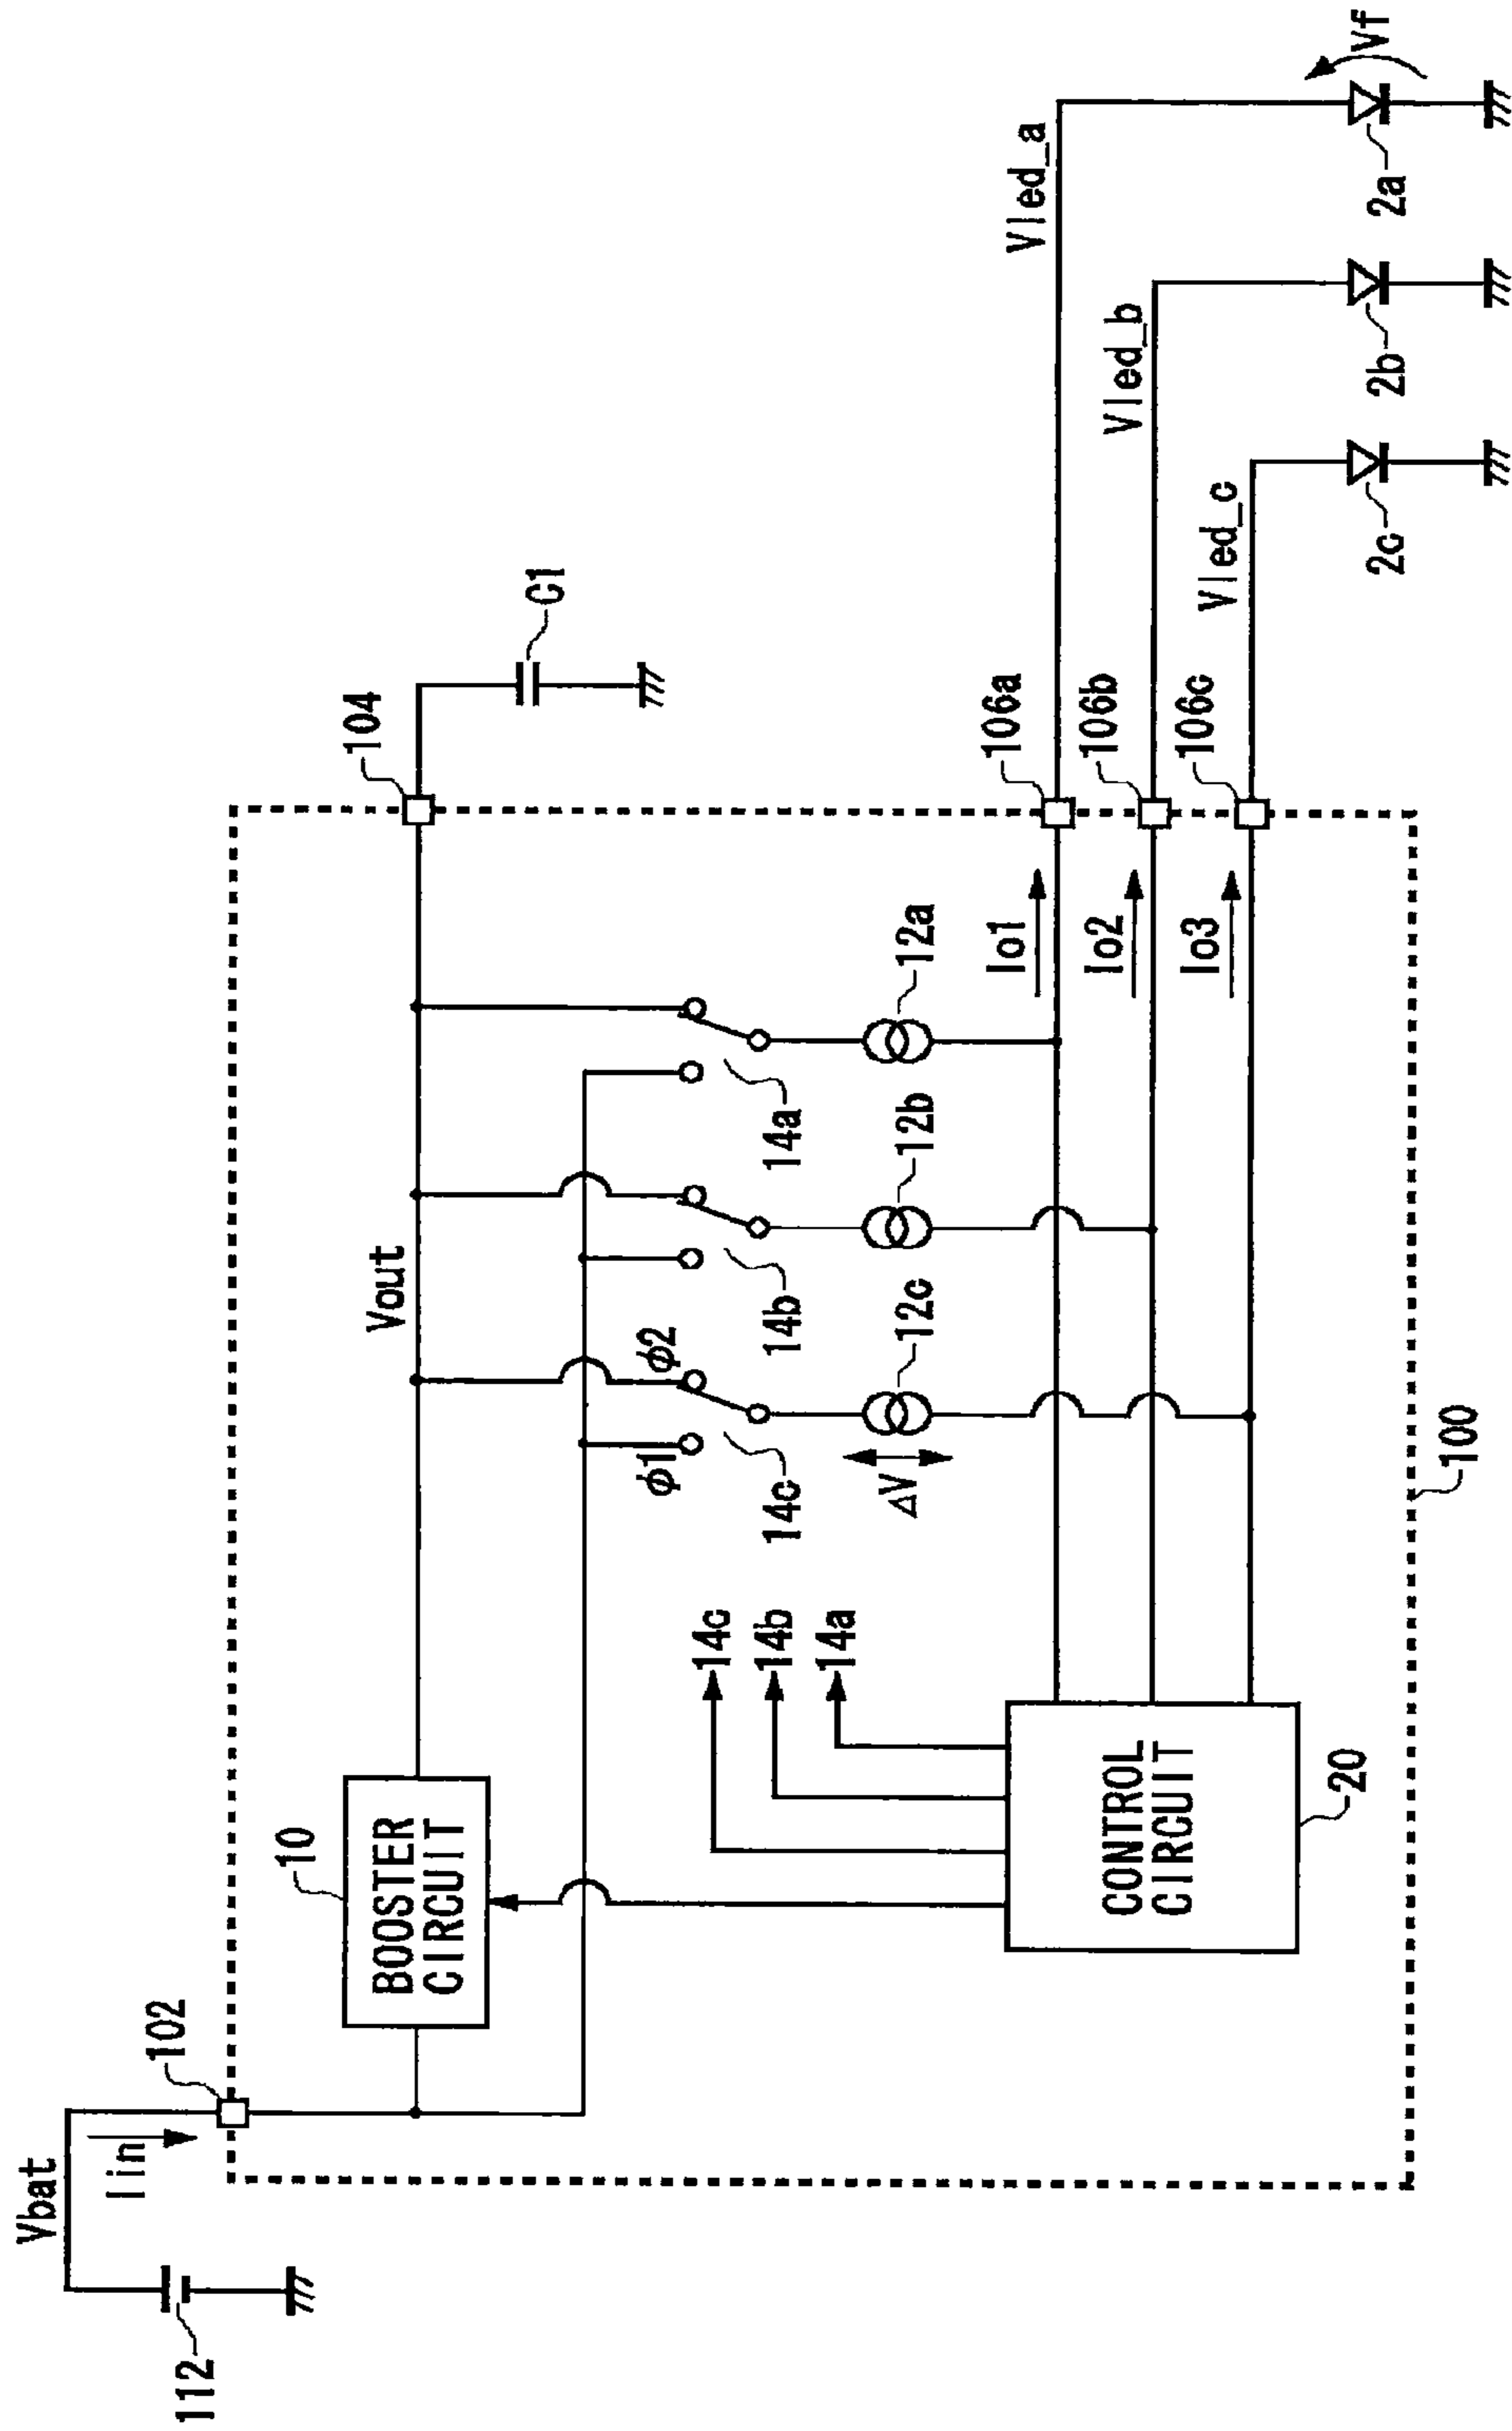 Vbat
Iin
112
102
10
BOOSTER
CIRCUIT
Vout
104
C1
φ1
φ2
14c
14b
14a
14c
14b
14a
ΔV
12c
12b
12a
CONTROL
CIRCUIT
20
Io1
Io2
Io3
106a
106b
106c
Vled_a
Vled_b
Vled_c
Vf
2c
2b
2a
100